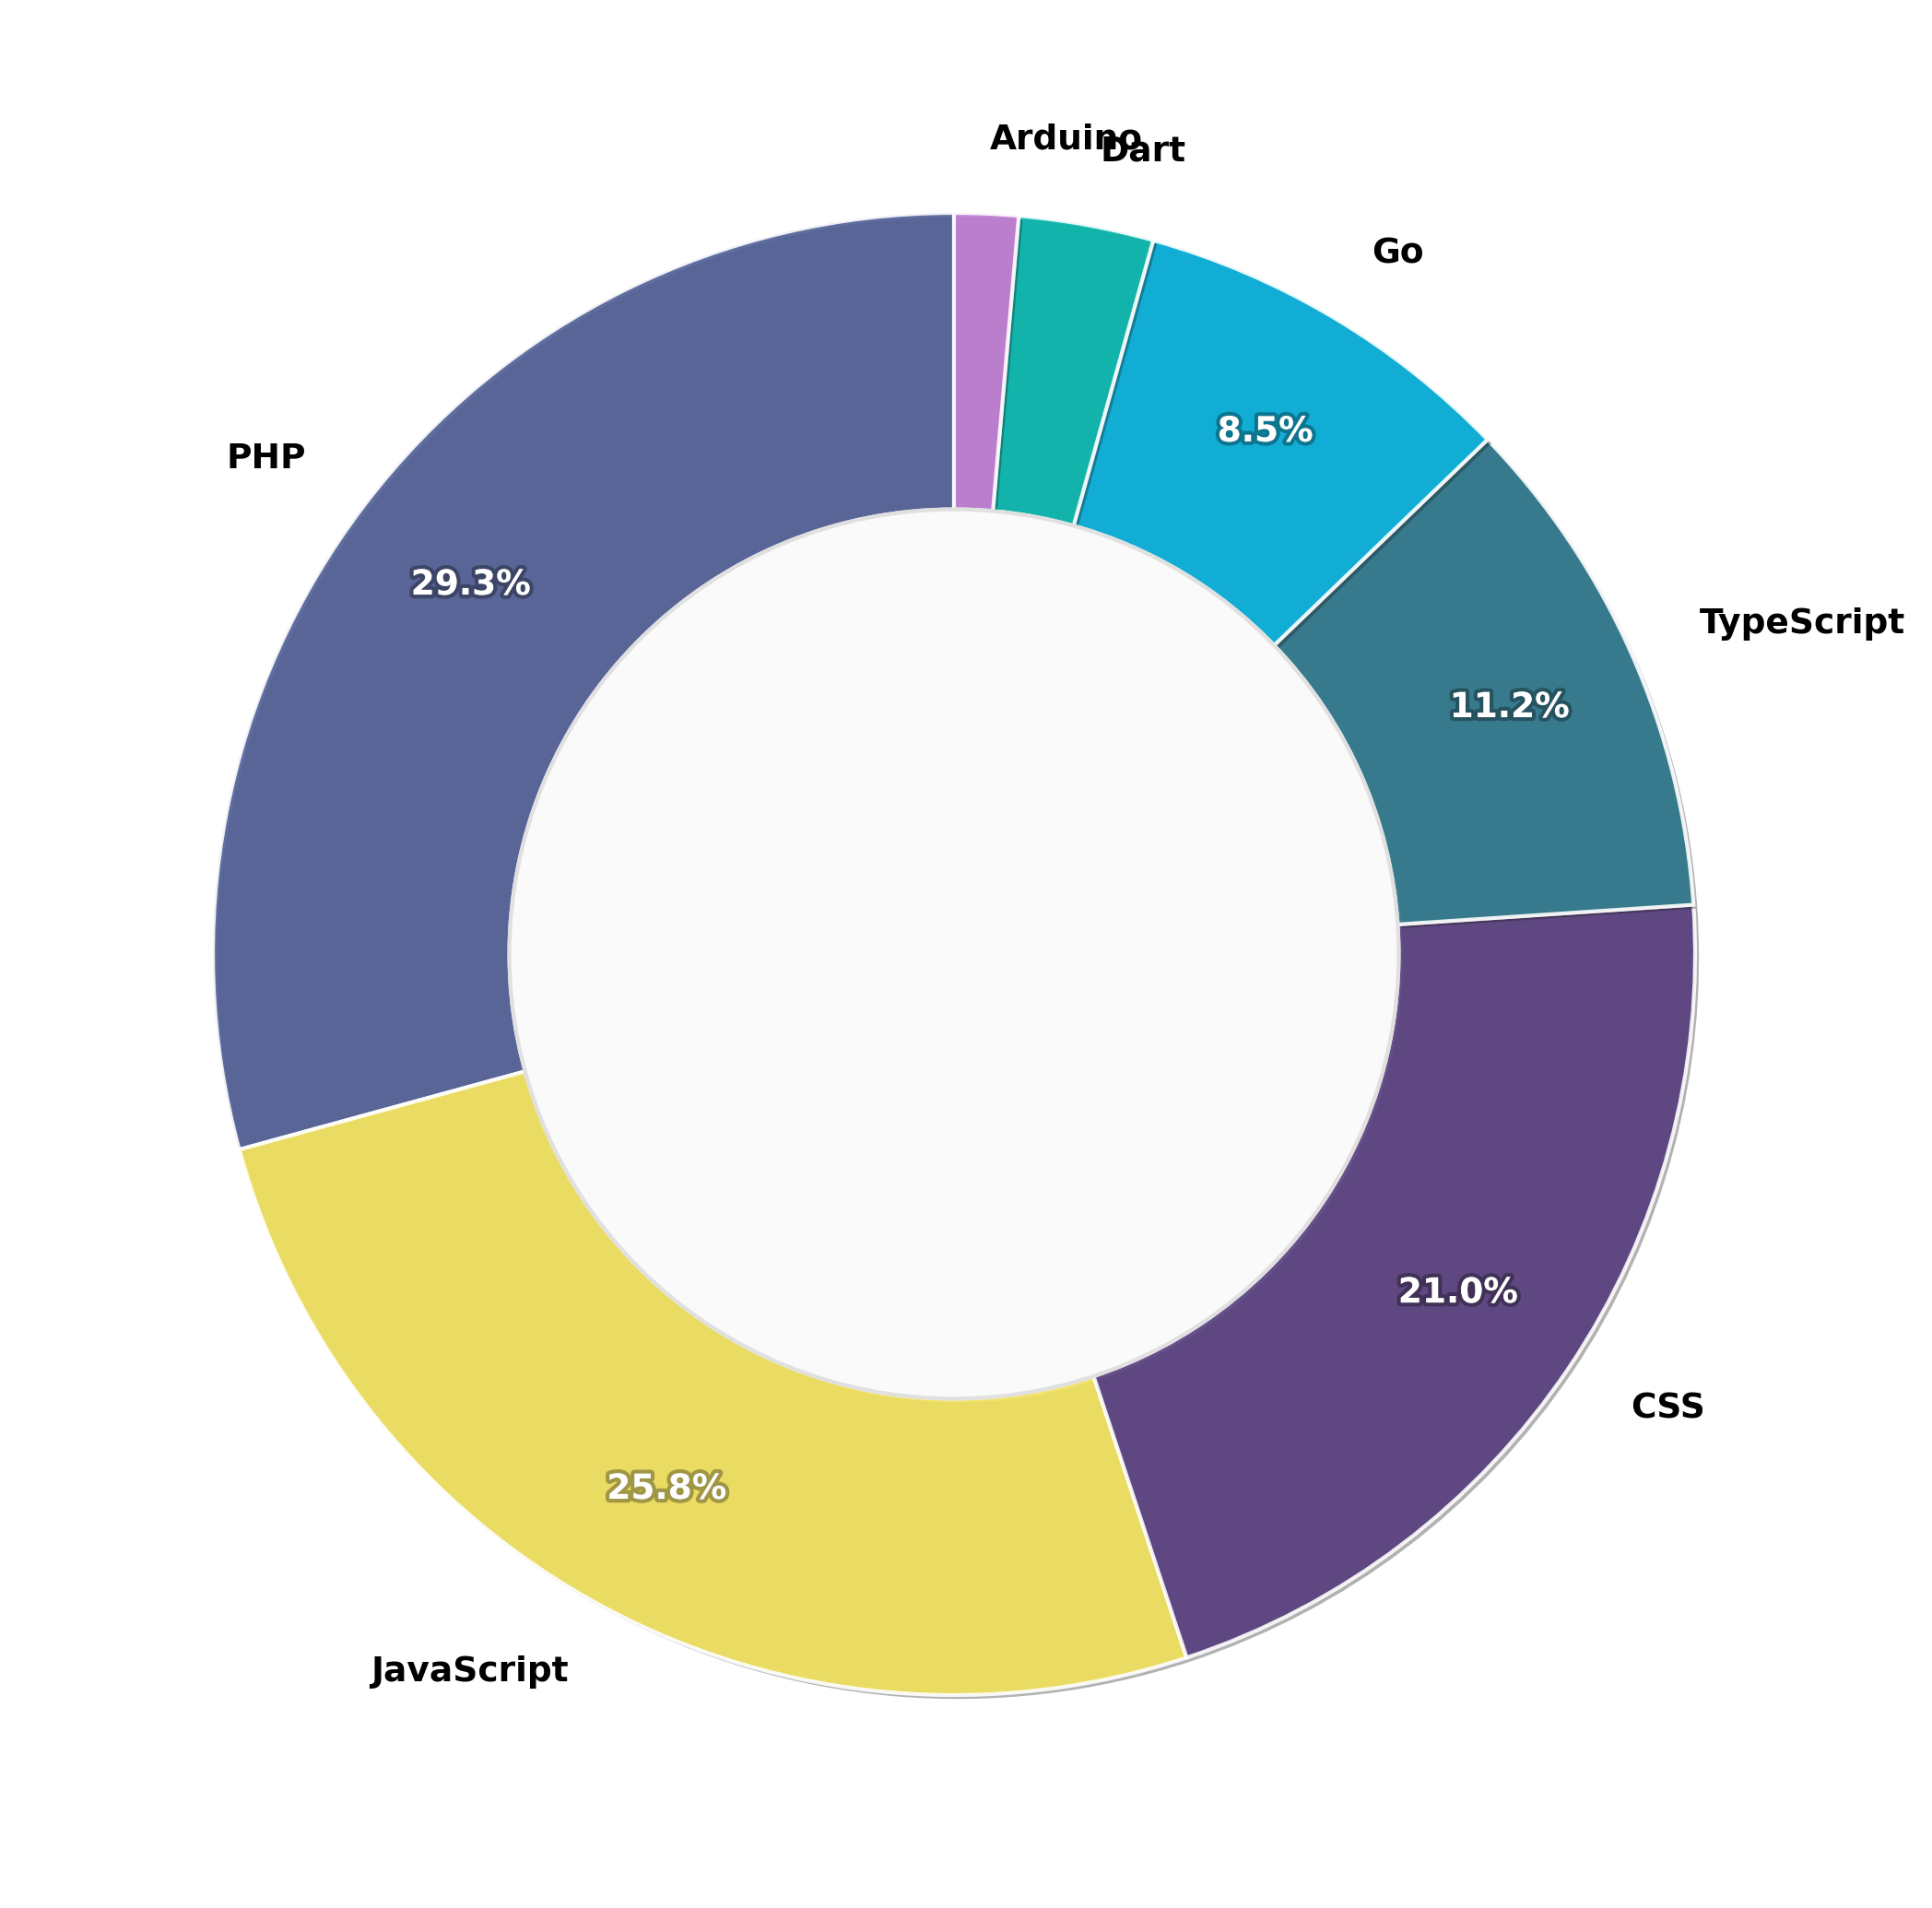 Arduino
Dart
Go
8.5%
PHP
29.3%
TypeScript
11.2%
21.0%
CSS
25.8%
JavaScript